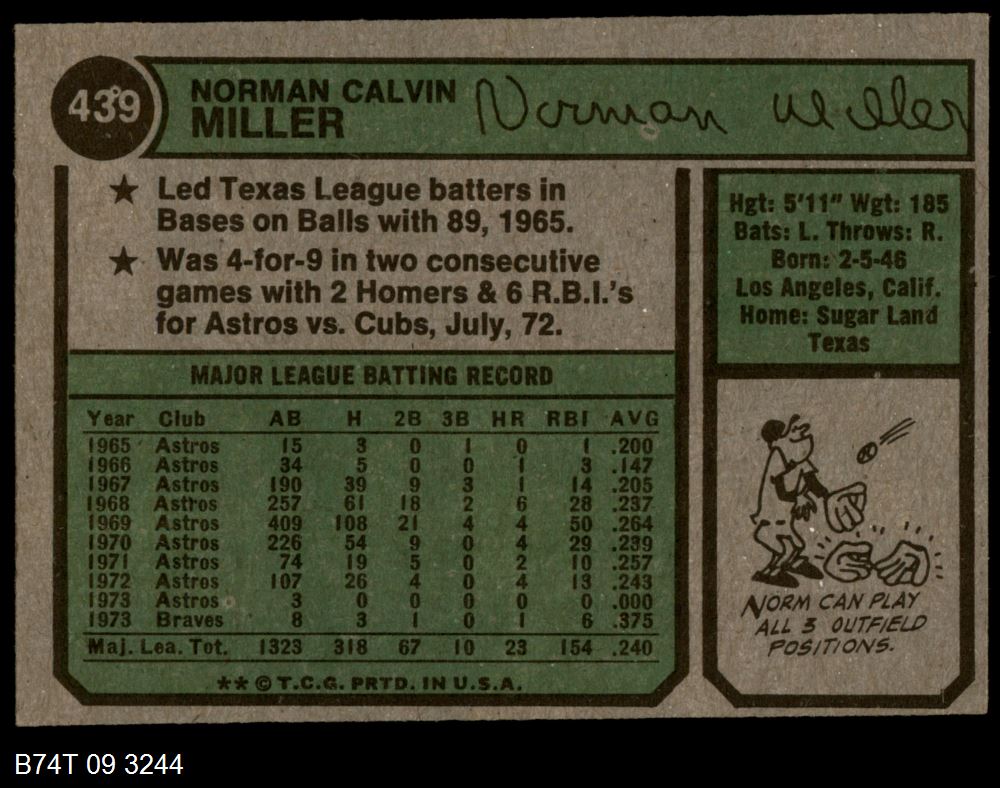 439
NORMAN CALVIN
MILLER
Norman Miller
★ Led Texas League batters in
Bases on Balls with 89, 1965.
★ Was 4-for-9 in two consecutive
games with 2 Homers & 6 R.B.I.'s
for Astros vs. Cubs, July, 72.
Hgt: 5'11" Wgt: 185
Bats: L. Throws: R.
Born: 2-5-46
Los Angeles, Calif.
Home: Sugar Land
Texas
MAJOR LEAGUE BATTING RECORD
Year Club AB H 2B 3B HR RBI AVG
1965 Astros 15 3 0 1 0 1 .200
1966 Astros 34 5 0 0 1 3 .147
1967 Astros 190 39 9 3 1 14 .205
1968 Astros 257 61 18 2 6 28 .237
1969 Astros 409 108 21 4 4 50 .264
1970 Astros 226 54 9 0 4 29 .239
1971 Astros 74 19 5 0 2 10 .257
1972 Astros 107 26 4 0 4 13 .243
1973 Astros 3 0 0 0 0 0 .000
1973 Braves 8 3 1 0 1 6 .375
Maj. Lea. Tot. 1323 318 67 10 23 154 .240
** © T.C.G. PRTD. IN U.S.A.
NORM CAN PLAY
ALL 3 OUTFIELD
POSITIONS.
B74T 09 3244